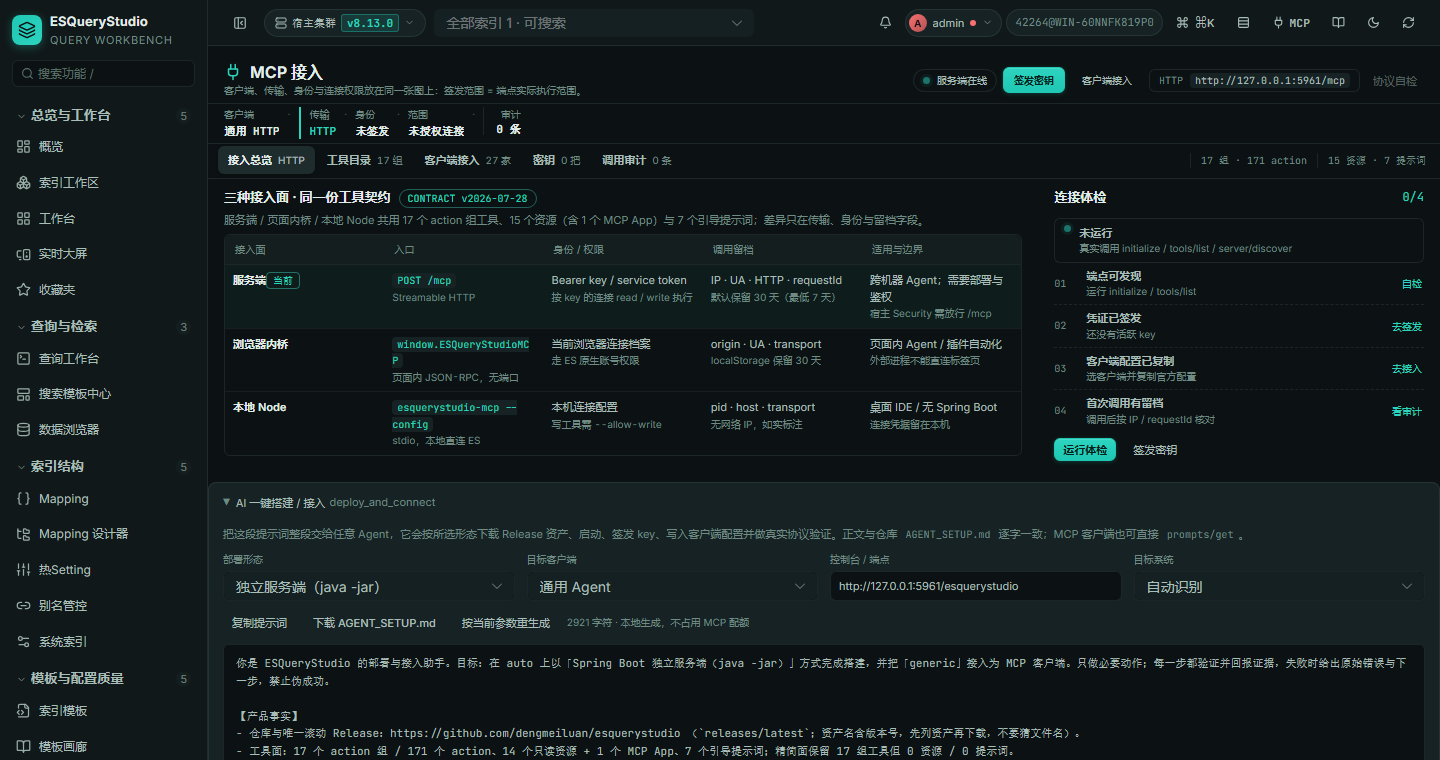 ESQueryStudio
QUERY WORKBENCH
搜索功能 /
总览与工作台 5
概览
索引工作区
工作台
实时大屏
收藏夹
查询与检索 3
查询工作台
搜索模板中心
数据浏览器
索引结构 5
Mapping
Mapping 设计器
热Setting
别名管控
系统索引
模板与配置质量 5
索引模板
模板画廊
宿主集群 v8.13.0
全部索引 1 · 可搜索
A admin
42264@WIN-60NNFK819P0
⌘ ⌘K
MCP
MCP 接入
客户端、传输、身份与连接权限放在同一张图上：签发范围 = 端点实际执行范围。
服务端在线
签发密钥
客户端接入
HTTP http://127.0.0.1:5961/mcp
协议自检
客户端 · 传输 · 身份 · 范围 · 审计
通用 HTTP HTTP 未签发 未授权连接 0 条
接入总览 HTTP 工具目录 17 组 客户端接入 27 家 密钥 0 把 调用审计 0 条
17 组 · 171 action 15 资源 · 7 提示词
三种接入面 · 同一份工具契约 CONTRACT v2026-07-28
服务端 / 页面内桥 / 本地 Node 共用 17 个 action 组工具、15 个资源（含 1 个 MCP App）与 7 个引导提示词；差异只在传输、身份与留档字段。
接入面 入口 身份 / 权限 调用留档 适用与边界
服务端 当前 POST /mcp Bearer key / service token IP · UA · HTTP · requestId 跨机器 Agent；需要部署与
鉴权
Streamable HTTP 按 key 的连接 read / write 执行 默认保留 30 天（最低 7 天）
宿主 Security 需放行 /mcp
浏览器内桥 window.ESQueryStudioMC 当前浏览器连接档案 origin · UA · transport 页面内 Agent / 插件自动化
P 走 ES 原生账号权限 localStorage 保留 30 天 外部进程不能直连标签页
页面内 JSON-RPC，无端口
本地 Node esquerystudio-mcp -- 本机连接配置 pid · host · transport 桌面 IDE / 无 Spring Boot
config 写工具需 --allow-write 无网络 IP，如实标注 连接凭据留在本机
stdio，本地直连 ES
连接体检 0/4
未运行
真实调用 initialize / tools/list / server/discover
01 端点可发现 自检
运行 initialize / tools/list
02 凭证已签发 去签发
还没有活跃 key
03 客户端配置已复制 去接入
选客户端并复制官方配置
04 首次调用有留档 看审计
调用后按 IP / requestId 核对
运行体检 签发密钥
▼ AI 一键搭建 / 接入 deploy_and_connect
把这段提示词整段交给任意 Agent，它会按所选形态下载 Release 资产、启动、签发 key、写入客户端配置并做真实协议验证。正文与仓库 AGENT_SETUP.md 逐字一致；MCP 客户端也可直接 prompts/get 。
部署形态 目标客户端 控制台 / 端点 目标系统
独立服务端（java -jar） 通用 Agent http://127.0.0.1:5961/esquerystudio 自动识别
复制提示词 下载 AGENT_SETUP.md 按当前参数重生成 2921 字符 · 本地生成，不占用 MCP 配额
你是 ESQueryStudio 的部署与接入助手。目标：在 auto 上以「Spring Boot 独立服务端（java -jar）」方式完成搭建，并把「generic」接入为 MCP 客户端。只做必要动作；每一步都验证并回报证据，失败时给出原始错误与下
一步，禁止伪成功。
【产品事实】
- 仓库与唯一滚动 Release：https://github.com/dengmeiluan/esquerystudio （`releases/latest`；资产名含版本号，先列资产再下载，不要猜文件名）。
- 工具面：17 个 action 组 / 171 个 action、14 个只读资源 + 1 个 MCP App、7 个引导提示词；精简面保留 17 组工具但 0 资源 / 0 提示词。